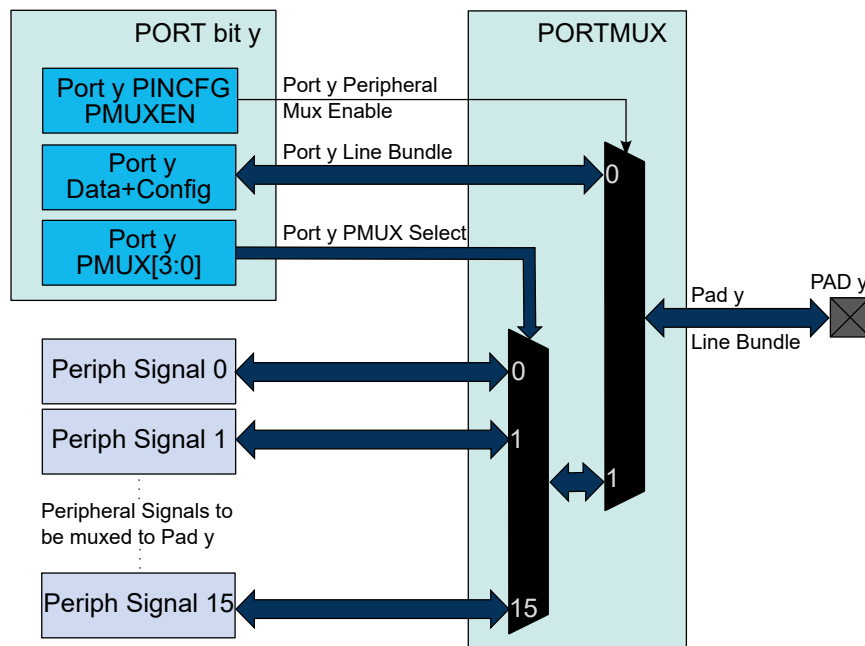 PORT bit y
PORTMUX
Port y PINCFG
PMUXEN
Port y Peripheral
Mux Enable
Port y
Data+Config
Port y Line Bundle
0
Port y
PMUX[3:0]
Port y PMUX Select
Pad y
Line Bundle
PAD y
Periph Signal 0
0
Periph Signal 1
1
1
Peripheral Signals to
be muxed to Pad y
Periph Signal 15
15